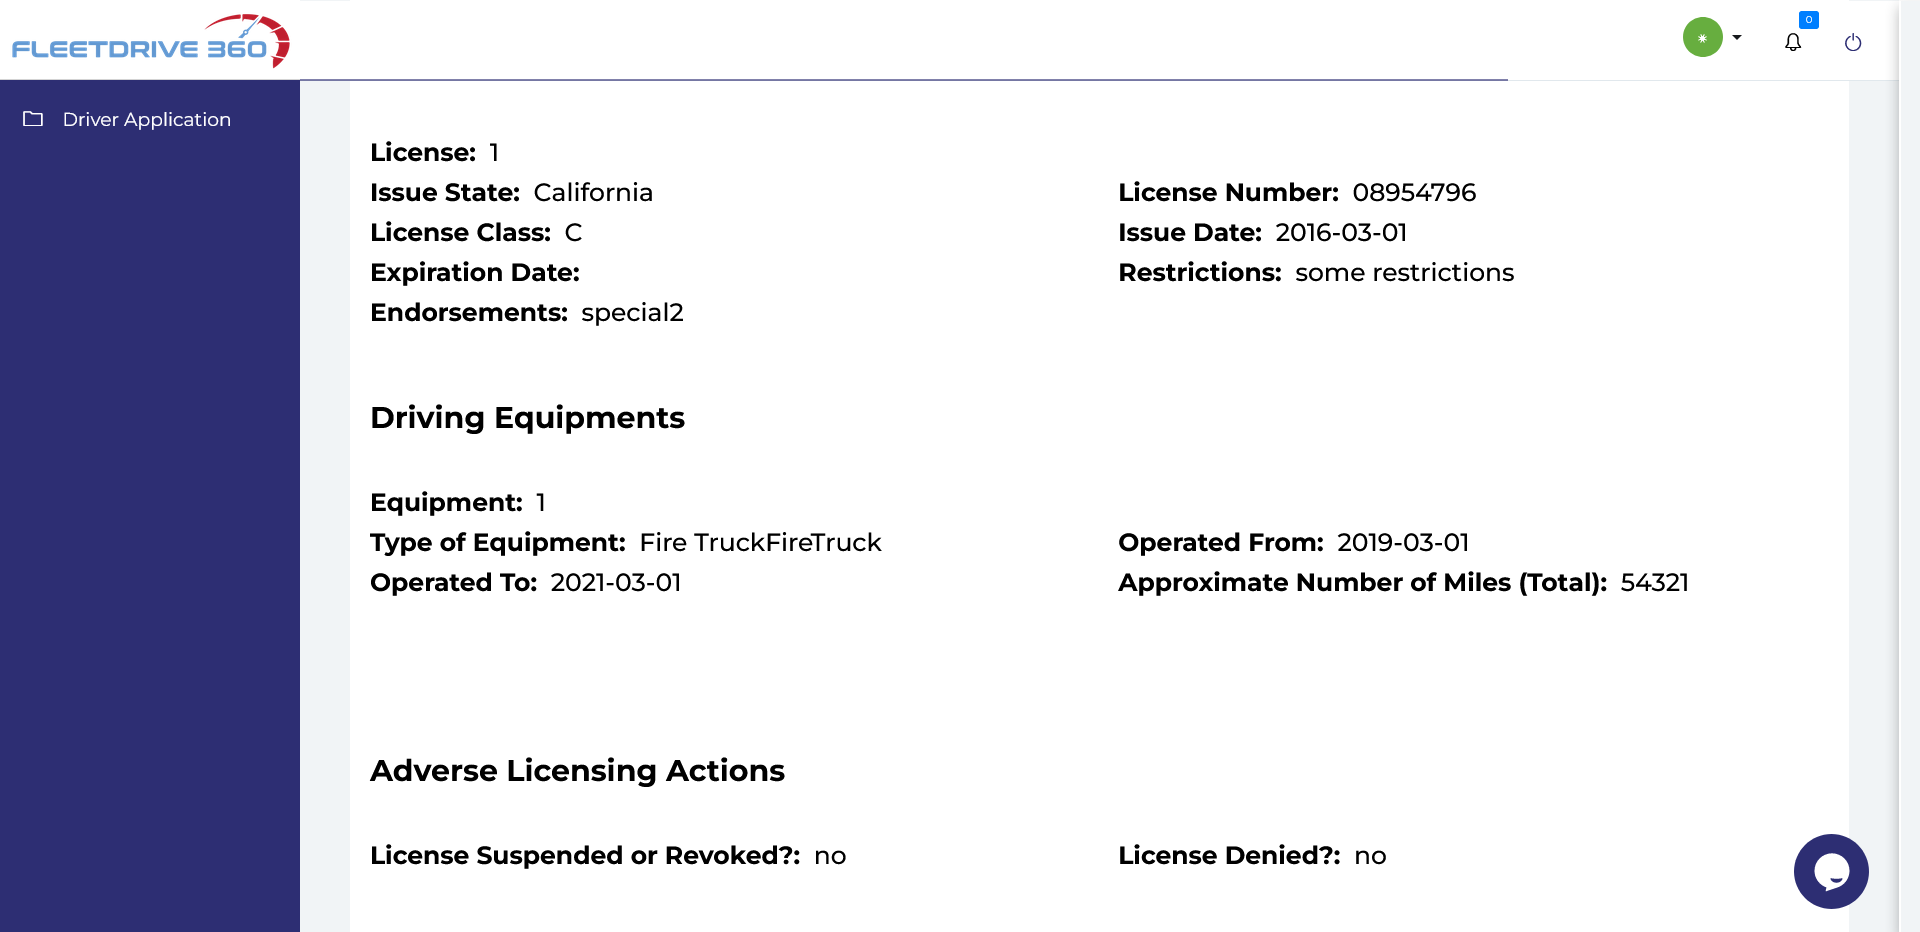 FLEETDRIVE 360
0
Driver Application
License: 1
Issue State: California
License Number: 08954796
License Class: C
Issue Date: 2016-03-01
Expiration Date:
Restrictions: some restrictions
Endorsements: special2
Driving Equipments
Equipment: 1
Type of Equipment: Fire TruckFireTruck
Operated From: 2019-03-01
Operated To: 2021-03-01
Approximate Number of Miles (Total): 54321
Adverse Licensing Actions
License Suspended or Revoked?: no
License Denied?: no